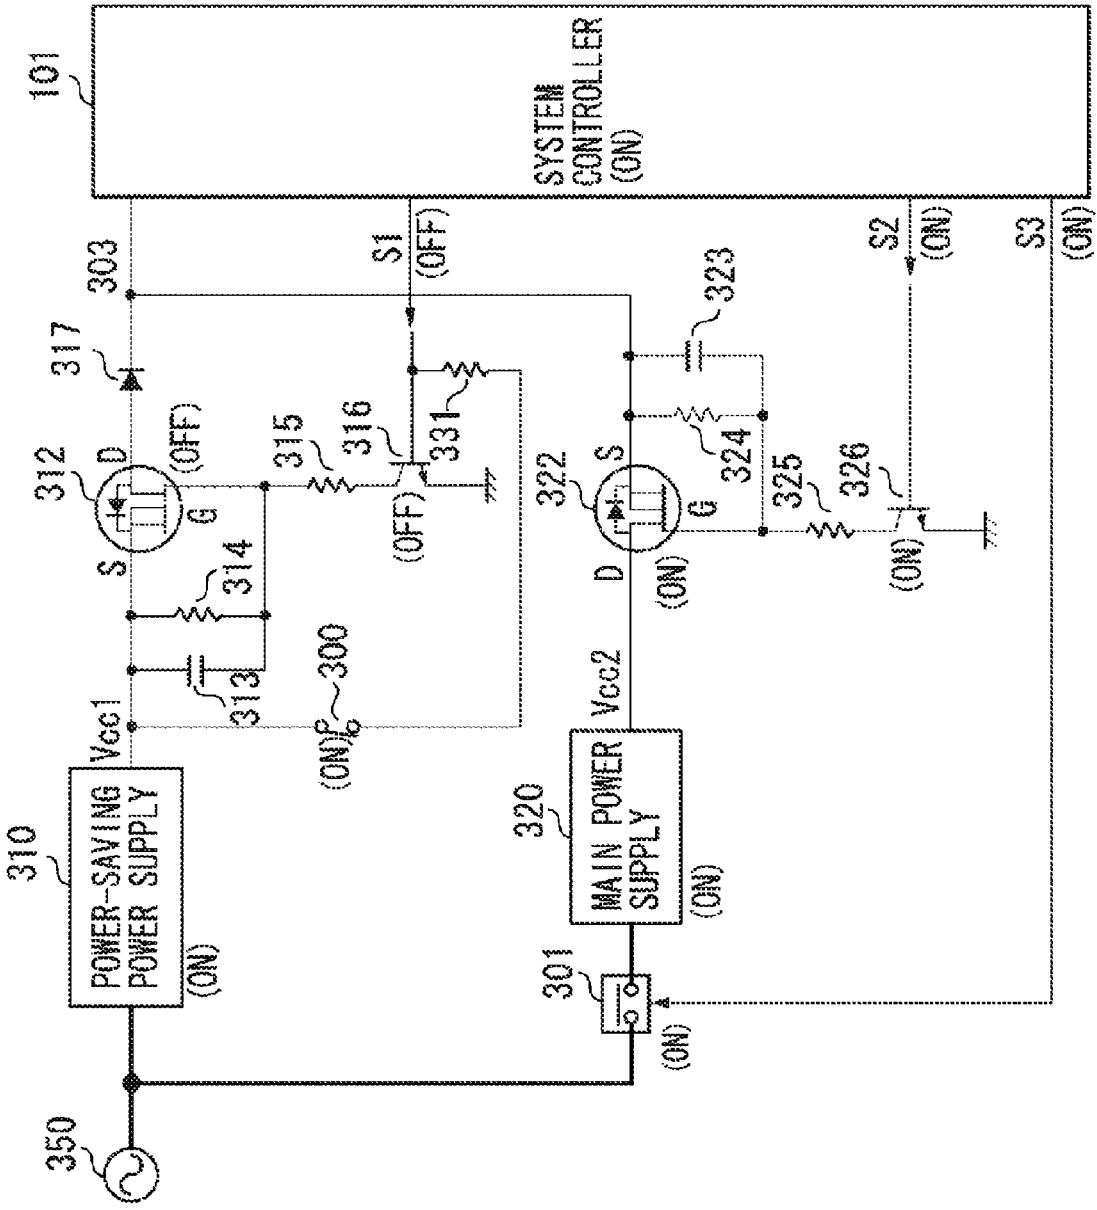 350
310
POWER-SAVING
POWER SUPPLY
(ON)
Vcc1
313
314
S
312
D
G
(OFF)
317
303
101
SYSTEM
CONTROLLER
(ON)
300
(ON)
315
316
(OFF)
331
S1
(OFF)
301
(ON)
320
MAIN POWER
SUPPLY
(ON)
Vcc2
D
322
S
G
(ON)
324
323
325
326
(ON)
S2
(ON)
S3
(ON)